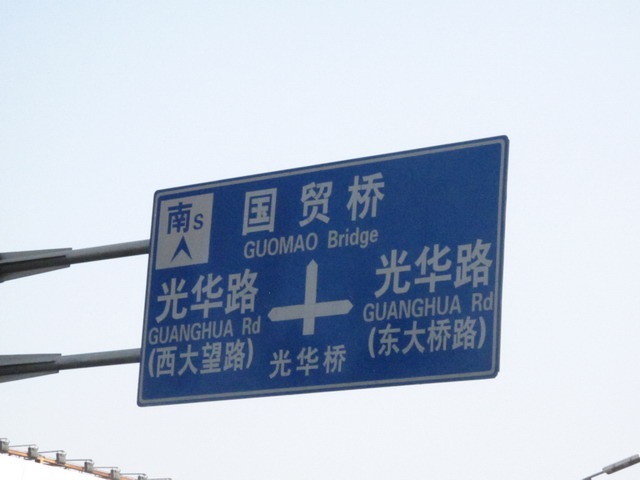 南S
国贸桥
GUOMAO Bridge
光华路
GUANGHUA Rd
(西大望路)
光华桥
光华路
GUANGHUA Rd
(东大桥路)